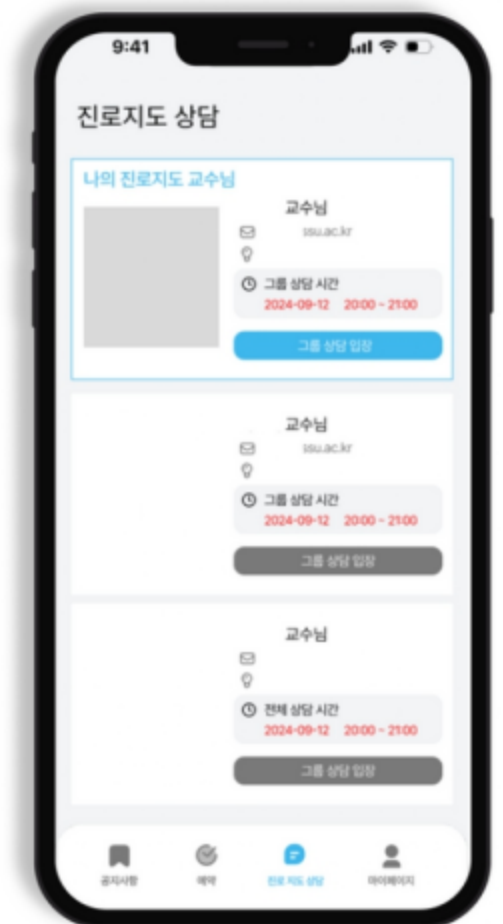 9:41
진로지도 상담
나의 진로지도 교수님
교수님
ssu.ac.kr
그룹 상담 시간
2024-09-12 20:00 ~ 21:00
그룹 상담 입장
교수님
ssu.ac.kr
그룹 상담 시간
2024-09-12 20:00 ~ 21:00
그룹 상담 입장
교수님
전체 상담 시간
2024-09-12 20:00 ~ 21:00
그룹 상담 입장
공지사항 예약 진로 지도 상담 마이페이지